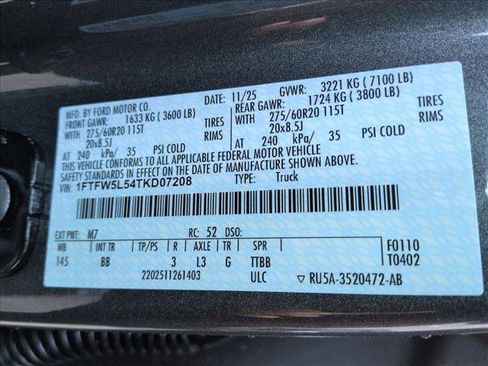 MFD. BY FORD MOTOR CO.
DATE: 11/25 GVWR: 3221 KG ( 7100 LB)
FRONT GAWR: 1633 KG ( 3600 LB) REAR GAWR: 1724 KG ( 3800 LB)
WITH 275/60R20 115T TIRES WITH 275/60R20 115T TIRES
20x8.5J RIMS 20x8.5J RIMS
AT 240 kPa/ 35 PSI COLD AT 240 kPa/ 35 PSI COLD
THIS VEHICLE CONFORMS TO ALL APPLICABLE FEDERAL MOTOR VEHICLE
SAFETY STANDARDS IN EFFECT ON THE DATE OF MANUFACTURE SHOWN ABOVE.
VIN: 1FTFW5L54TKD07208 TYPE: Truck
EXT PNT: M7 RC: 52 DSO: F0110
WB INT TR TP/PS R AXLE TR SPR T0402
145 BB 3 L3 G TTBB
2202511261403 ULC ▽ RU5A-3520472-AB